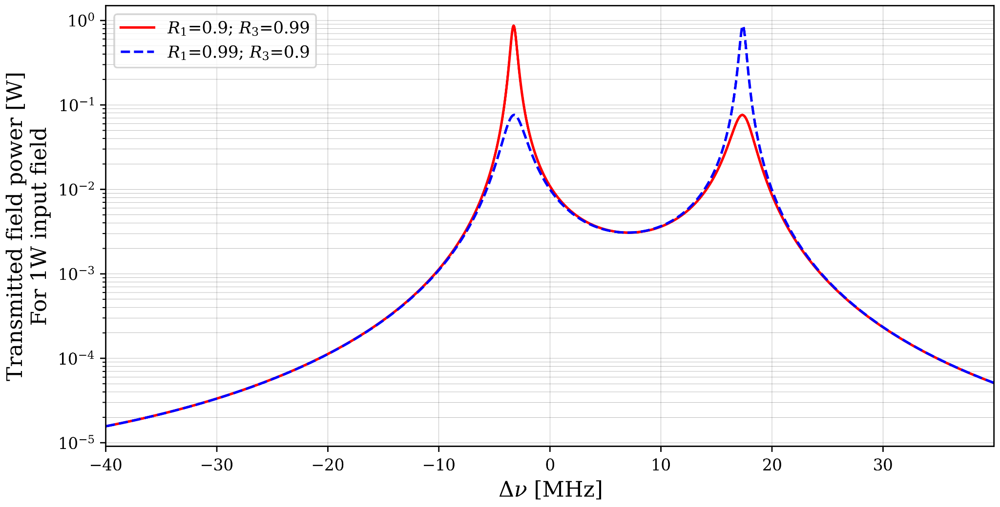 R₁=0.9; R₃=0.99
R₁=0.99; R₃=0.9
Transmitted field power [W]
For 1W input field
10⁰
10⁻¹
10⁻²
10⁻³
10⁻⁴
10⁻⁵
−40 −30 −20 −10 0 10 20 30
Δν [MHz]